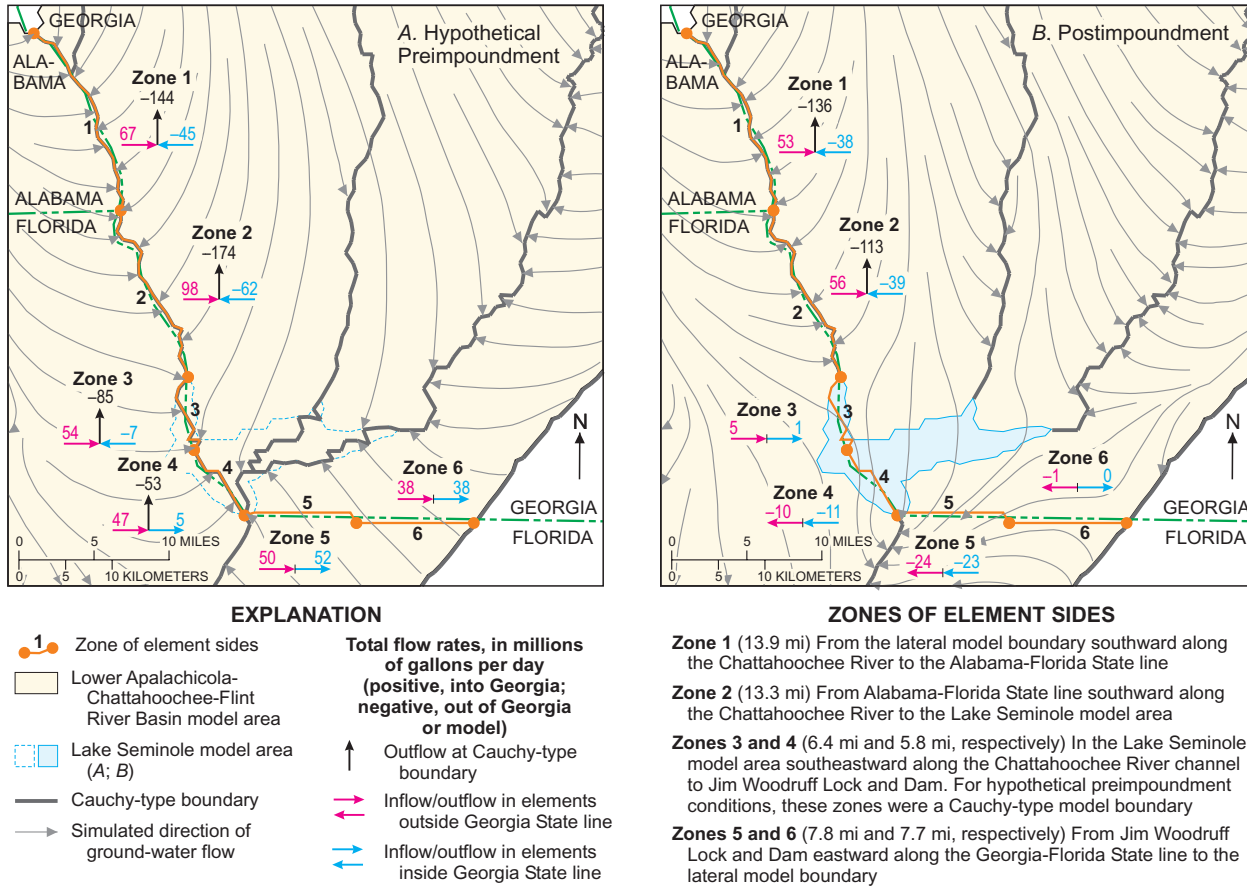 GEORGIA
A. Hypothetical
Preimpoundment
ALA-
BAMA
Zone 1
–144
1
67
–45
ALABAMA
FLORIDA
Zone 2
–174
98
–62
2
Zone 3
–85
54
–7
3
Zone 4
–53
47
5
4
Zone 6
38
38
N
5
6
GEORGIA
FLORIDA
Zone 5
50
52
0
5
10 MILES
0
5
10 KILOMETERS
GEORGIA
B. Postimpoundment
ALA-
BAMA
Zone 1
–136
1
53
–38
ALABAMA
FLORIDA
Zone 2
–113
56
–39
2
Zone 3
5
1
3
Zone 4
–10
–11
4
Zone 6
–1
0
N
5
6
GEORGIA
FLORIDA
Zone 5
–24
–23
0
5
10 MILES
0
5
10 KILOMETERS
EXPLANATION
1
Zone of element sides
Lower Apalachicola-
Chattahoochee-Flint
River Basin model area
Lake Seminole model area
(A; B)
Cauchy-type boundary
Simulated direction of
ground-water flow
Total flow rates, in millions
of gallons per day
(positive, into Georgia;
negative, out of Georgia
or model)
Outflow at Cauchy-type
boundary
Inflow/outflow in elements
outside Georgia State line
Inflow/outflow in elements
inside Georgia State line
ZONES OF ELEMENT SIDES
Zone 1 (13.9 mi) From the lateral model boundary southward along
the Chattahoochee River to the Alabama-Florida State line
Zone 2 (13.3 mi) From Alabama-Florida State line southward along
the Chattahoochee River to the Lake Seminole model area
Zones 3 and 4 (6.4 mi and 5.8 mi, respectively) In the Lake Seminole
model area southeastward along the Chattahoochee River channel
to Jim Woodruff Lock and Dam. For hypothetical preimpoundment
conditions, these zones were a Cauchy-type model boundary
Zones 5 and 6 (7.8 mi and 7.7 mi, respectively) From Jim Woodruff
Lock and Dam eastward along the Georgia-Florida State line to the
lateral model boundary